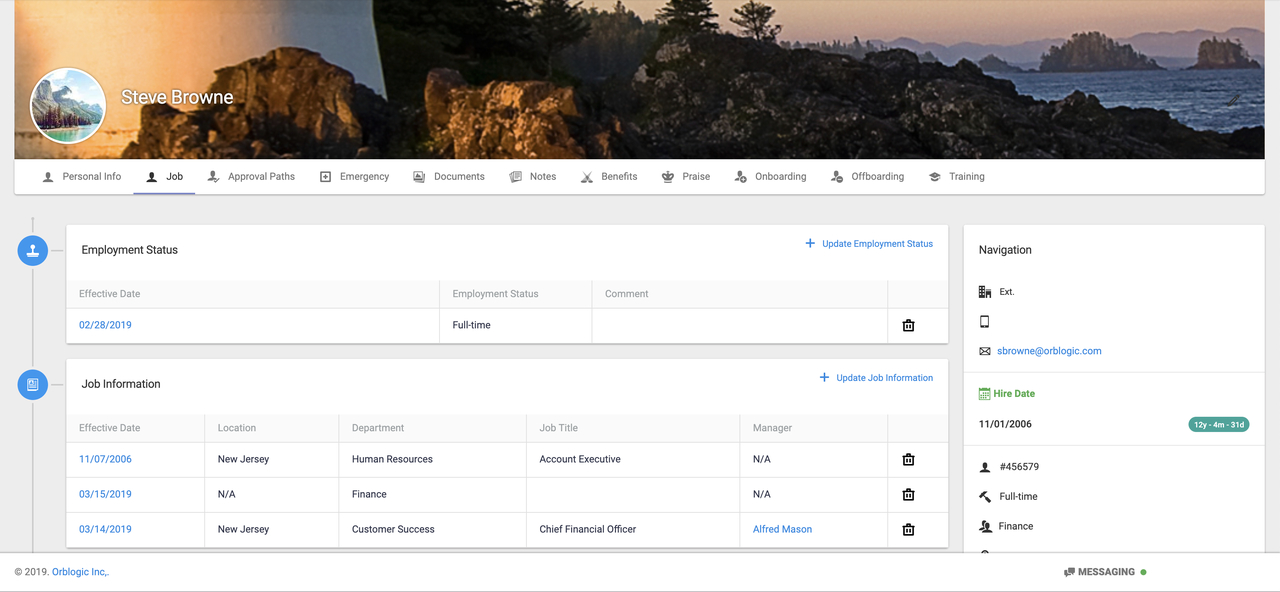 Steve Browne
Personal Info Job Approval Paths Emergency Documents Notes Benefits Praise Onboarding Offboarding Training
Employment Status
+ Update Employment Status
Effective Date Employment Status Comment
02/28/2019 Full-time
Job Information
+ Update Job Information
Effective Date Location Department Job Title Manager
11/07/2006 New Jersey Human Resources Account Executive N/A
03/15/2019 N/A Finance N/A
03/14/2019 New Jersey Customer Success Chief Financial Officer Alfred Mason
Navigation
Ext.
sbrowne@orblogic.com
Hire Date
11/01/2006 12y - 4m - 31d
#456579
Full-time
Finance
© 2019. Orblogic Inc,.
MESSAGING